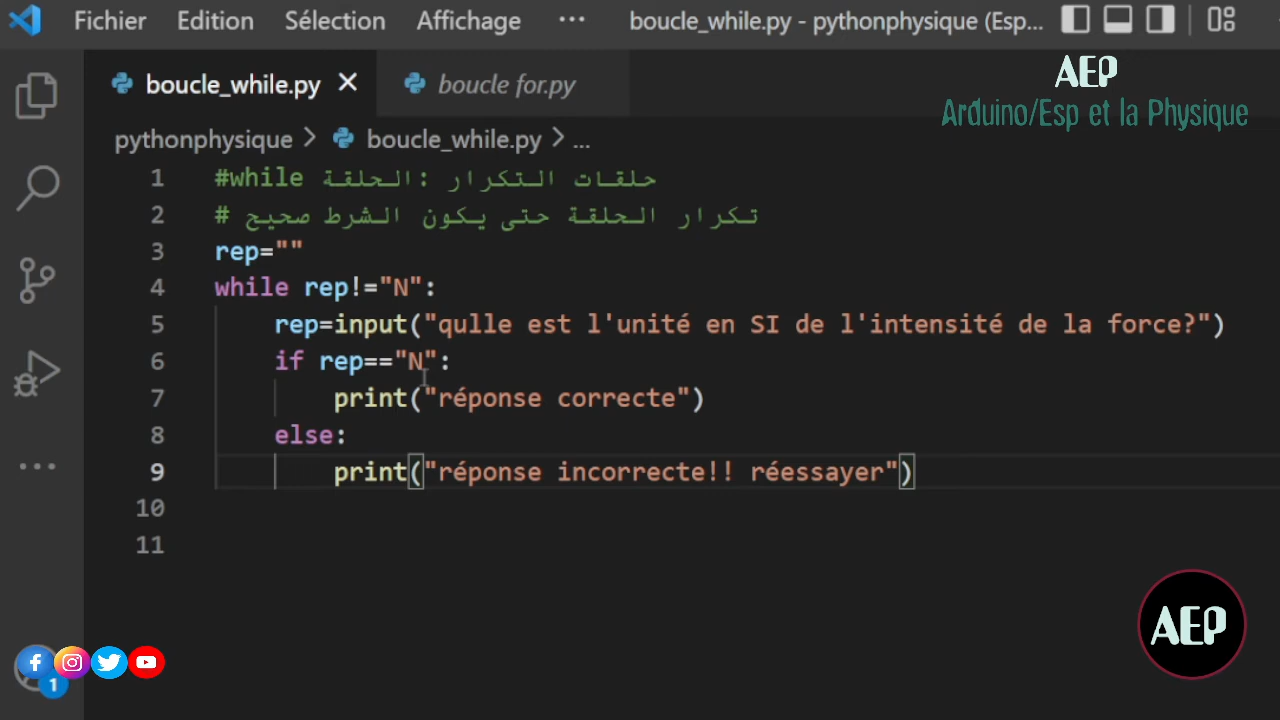 Fichier Edition Sélection Affichage ··· boucle_while.py - pythonphysique (Esp...
boucle_while.py × boucle for.py
AEP
Arduino/Esp et la Physique
pythonphysique > boucle_while.py > ...
1 #while حلقات التكرار :الحلقة
2 # تكرار الحلقة حتى يكون الشرط صحيح
3 rep=""
4 while rep!="N":
5 rep=input("qulle est l'unité en SI de l'intensité de la force?")
6 if rep=="N":
7 print("réponse correcte")
8 else:
9 print("réponse incorrecte!! réessayer")
10
11
AEP
1